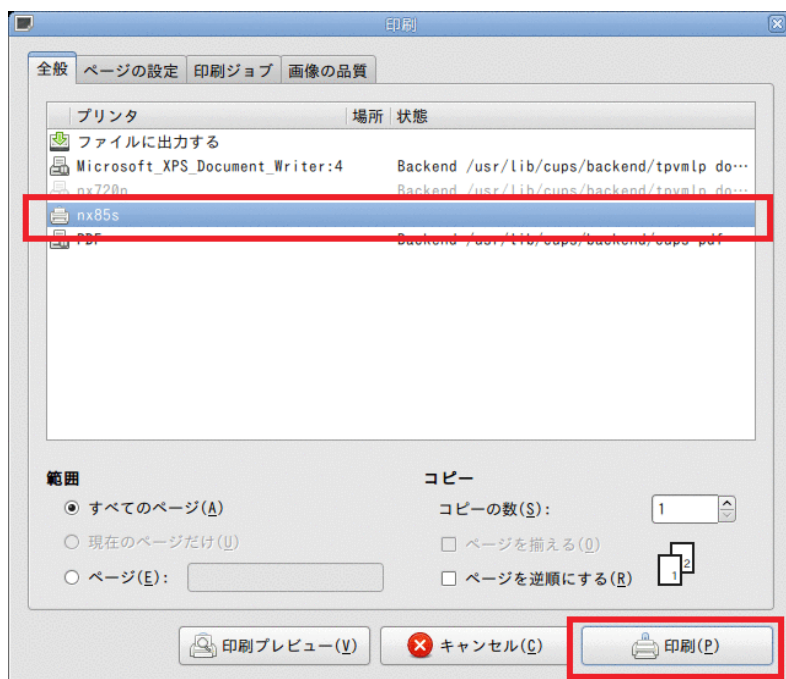 印刷
全般 ページの設定 印刷ジョブ 画像の品質
プリンタ 場所 状態
ファイルに出力する
Microsoft_XPS_Document_Writer:4 Backend /usr/lib/cups/backend/tpvmlp do…
nx720n Backend /usr/lib/cups/backend/tpvmlp do…
nx85s
PDF Backend /usr/lib/cups/backend/cups-pdf
範囲 コピー
すべてのページ(A) コピーの数(S): 1
現在のページだけ(U) ページを揃える(O)
ページ(E): ページを逆順にする(R) 1 2
印刷プレビュー(V) キャンセル(C) 印刷(P)